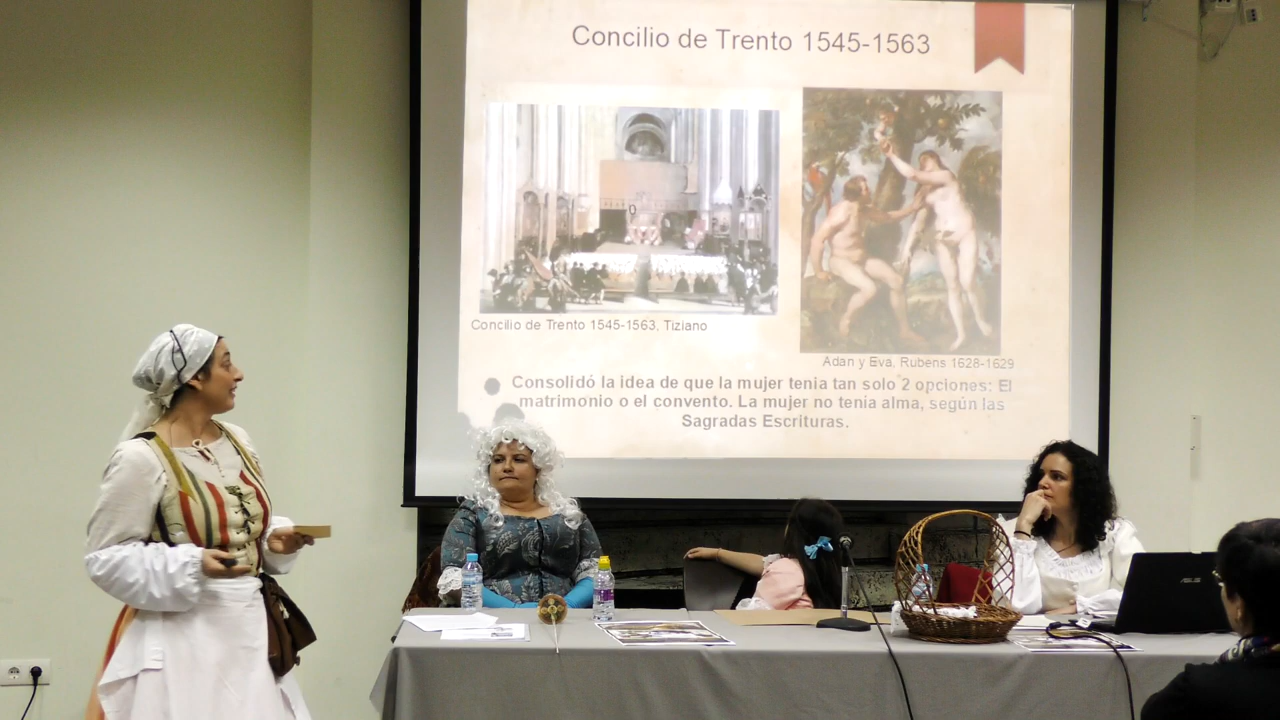 Concilio de Trento 1545-1563
Concilio de Trento 1545-1563, Tiziano
Adan y Eva, Rubens 1628-1629
Consolidó la idea de que la mujer tenia tan solo 2 opciones: El
matrimonio o el convento. La mujer no tenía alma, según las
Sagradas Escrituras.
ASUS